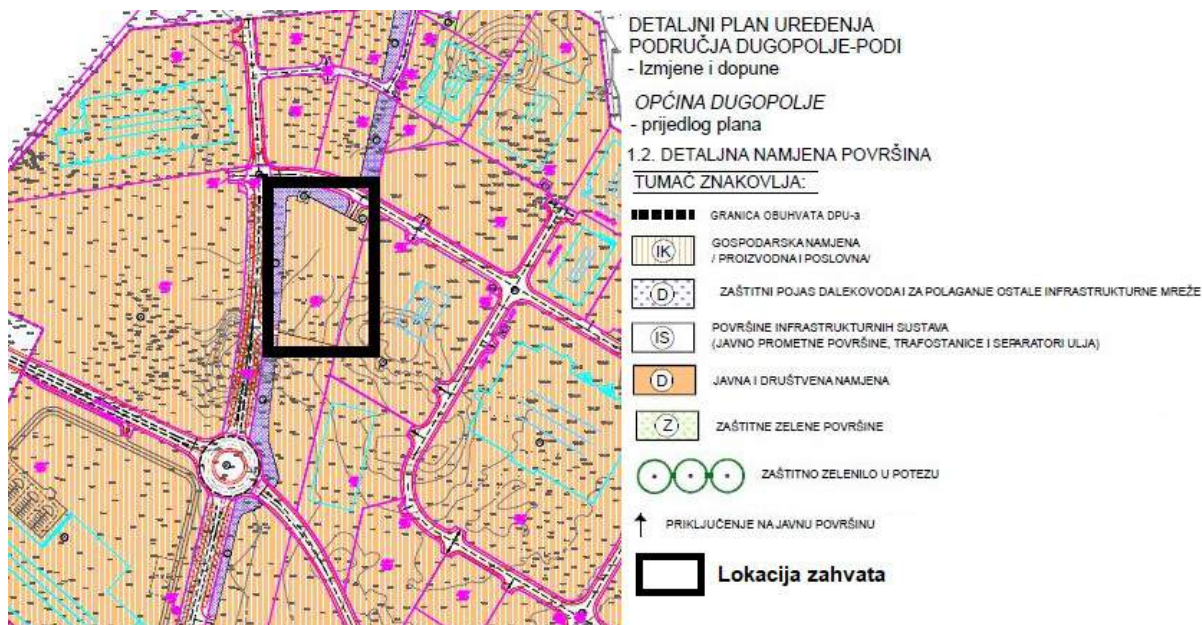 DETALJNI PLAN UREĐENJA
PODRUČJA DUGOPOLJE-PODI
- Izmjene i dopune
OPĆINA DUGOPOLJE
- prijedlog plana
1.2. DETALJNA NAMJENA POVRŠINA
TUMAČ ZNAKOVLJA:
GRANICA OBUHVATA DPU-a
IK
GOSPODARSKA NAMJENA
/ PROIZVODNA I POSLOVNA/
D
ZAŠTITNI POJAS DALEKOVODA I ZA POLAGANJE OSTALE INFRASTRUKTURNE MREŽE
IS
POVRŠINE INFRASTRUKTURNIH SUSTAVA
(JAVNO PROMETNE POVRŠINE, TRAFOSTANICE I SEPARATORI ULJA)
D
JAVNA I DRUŠTVENA NAMJENA
Z
ZAŠTITNE ZELENE POVRŠINE
ZAŠTITNO ZELENILO U POTEZU
PRIKLJUČENJE NA JAVNU POVRŠINU
Lokacija zahvata